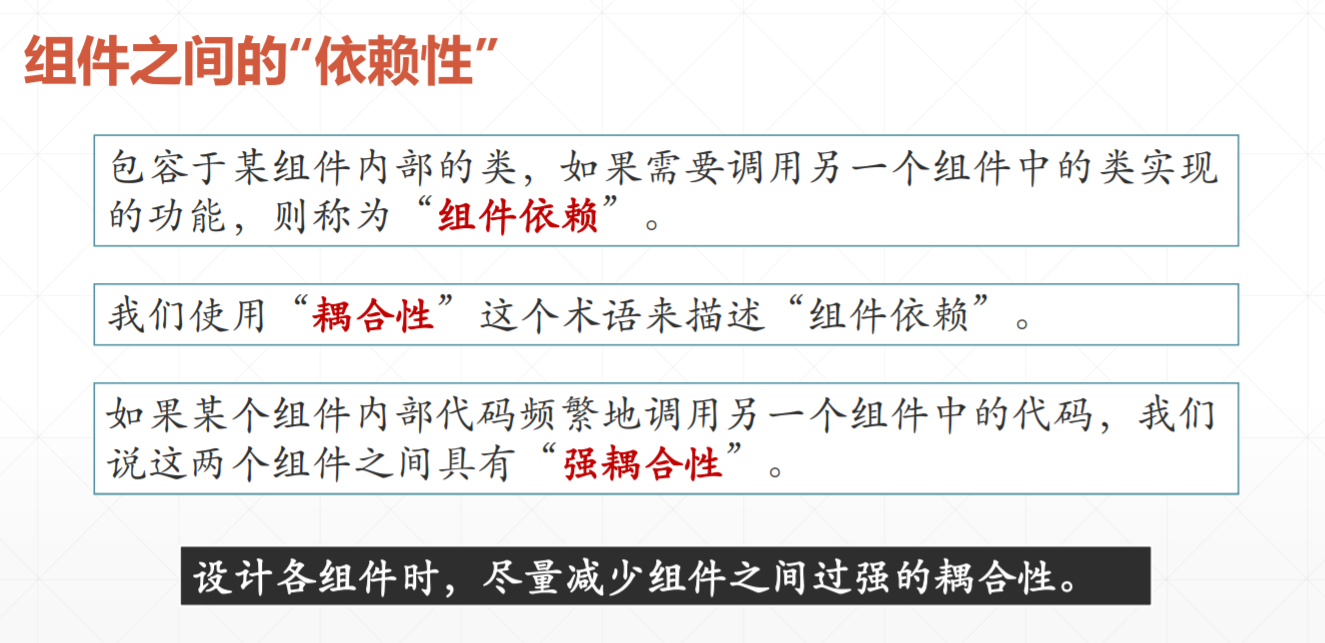 组件之间的“依赖性”
包容于某组件内部的类，如果需要调用另一个组件中的类实现
的功能，则称为“组件依赖”。
我们使用“耦合性”这个术语来描述“组件依赖”。
如果某个组件内部代码频繁地调用另一个组件中的代码，我们
说这两个组件之间具有“强耦合性”。
设计各组件时，尽量减少组件之间过强的耦合性。